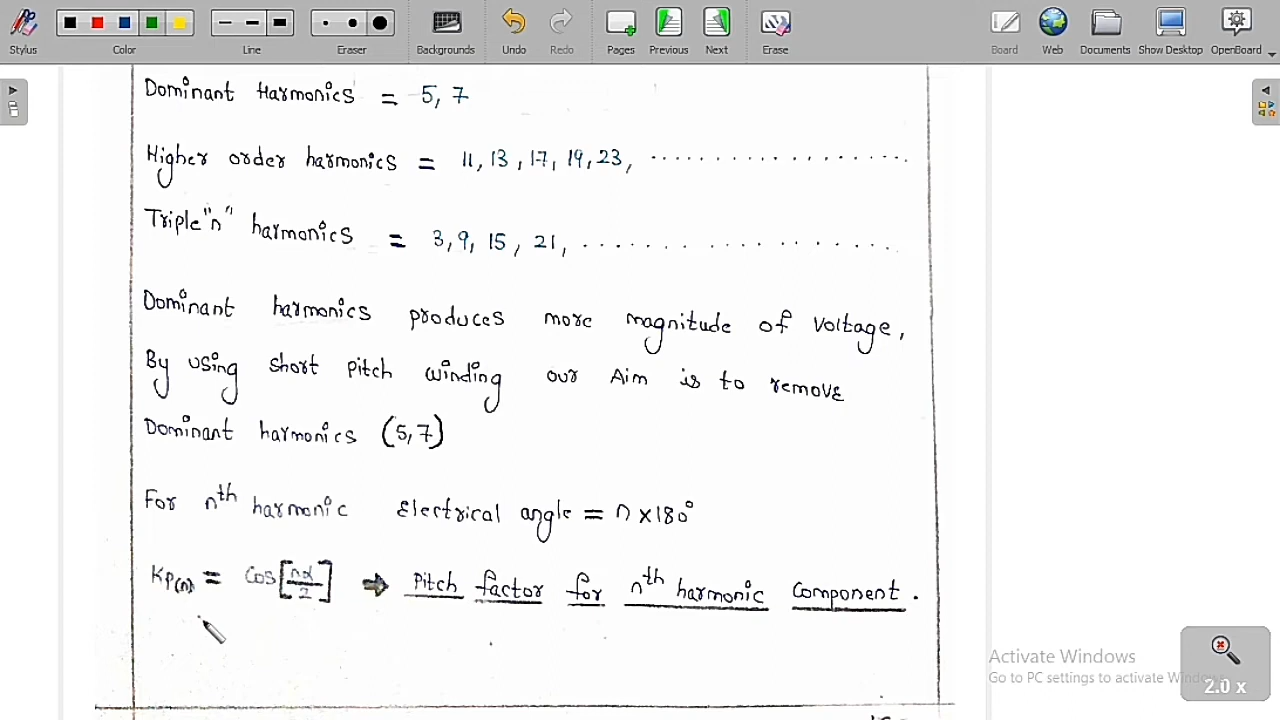 Stylus Color Line Eraser Backgrounds Undo Redo Pages Previous Next Erase Board Web Documents Show Desktop OpenBoard
Dominant Harmonics = 5, 7
Higher order harmonics = 11, 13, 17, 19, 23, ..................
Triple "n" harmonics = 3, 9, 15, 21, ..................
Dominant harmonics produces more magnitude of voltage,
By using short pitch winding our Aim is to remove
Dominant harmonics (5,7)
For nth harmonic Electrical angle = n×180°
KP(n) = Cos[nα/2] ⇒ Pitch factor for nth harmonic component.
Activate Windows
Go to PC settings to activate Windows.
2.0 x